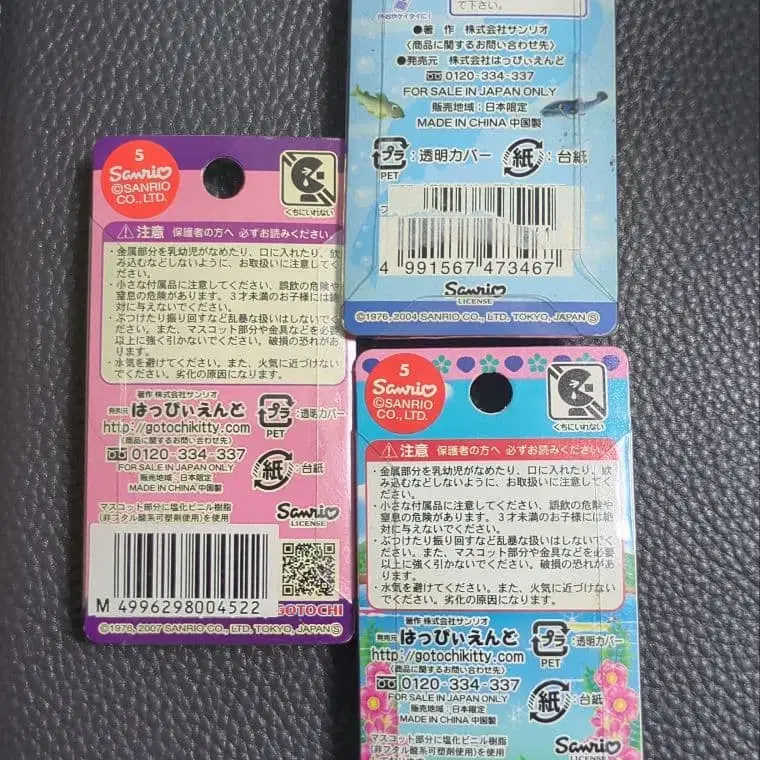 て下さい。
●著 作 株式会社サンリオ
〈商品に関するお問い合わせ先〉
●発売元 株式会社はっぴぃえんど
0120-334-337
FOR SALE IN JAPAN ONLY
販売地域：日本限定
MADE IN CHINA 中国製
プラ：透明カバー
PET
紙：台紙
4 991567 473467
Sanrio
LICENSE
©1976, 2004 SANRIO CO., LTD. TOKYO, JAPAN Ⓢ
5
Sanrio
©SANRIO
CO., LTD.
くちにいれない
注意 保護者の方へ 必ずお読みください。
・金属部分を乳幼児がなめたり、口に入れたり、飲
み込むなどしないように、お取扱いに注意してく
ださい。
・小さな付属品に注意してください、誤飲の危険や
窒息の危険があります。3才未満のお子様には絶
対に与えないでください。
・ぶつけたり振り回すなど乱暴な扱いはしないでく
ださい。また、マスコット部分や金具などを必要
以上に強く引かないでください。破損の恐れがあ
ります。
・水気を避けてください。また、火気に近づけない
でください。劣化の原因になります。
著作 株式会社サンリオ
発売元 はっぴぃえんど
http://gotochikitty.com
〈商品に関するお問い合わせ先〉
0120-334-337
FOR SALE IN JAPAN ONLY
販売地域：日本限定
MADE IN CHINA 中国製
プラ：透明カバー
PET
紙：台紙
マスコット部分に塩化ビニル樹脂
(非フタル酸系可塑剤使用)を使用
Sanrio
LICENSE
M 4996298004522
GOTOCHI
©1976, 2007 SANRIO CO., LTD. TOKYO, JAPAN Ⓢ
5
Sanrio
©SANRIO
CO., LTD.
くちにいれない
注意 保護者の方へ 必ずお読みください。
・金属部分を乳幼児がなめたり、口に入れたり、飲
み込むなどしないように、お取扱いに注意してく
ださい。
・小さな付属品に注意してください、誤飲の危険や
窒息の危険があります。3才未満のお子様には絶
対に与えないでください。
・ぶつけたり振り回すなど乱暴な扱いはしないでく
ださい。また、マスコット部分や金具などを必要
以上に強く引かないでください。破損の恐れがあ
ります。
・水気を避けてください。また、火気に近づけない
でください。劣化の原因になります。
著作 株式会社サンリオ
発売元 はっぴぃえんど
http://gotochikitty.com
〈商品に関するお問い合わせ先〉
0120-334-337
FOR SALE IN JAPAN ONLY
販売地域：日本限定
MADE IN CHINA 中国製
プラ：透明カバー
PET
紙：台紙
マスコット部分に塩化ビニル樹脂
(非フタル酸系可塑剤使用)を使用
Sanrio
LICENSE